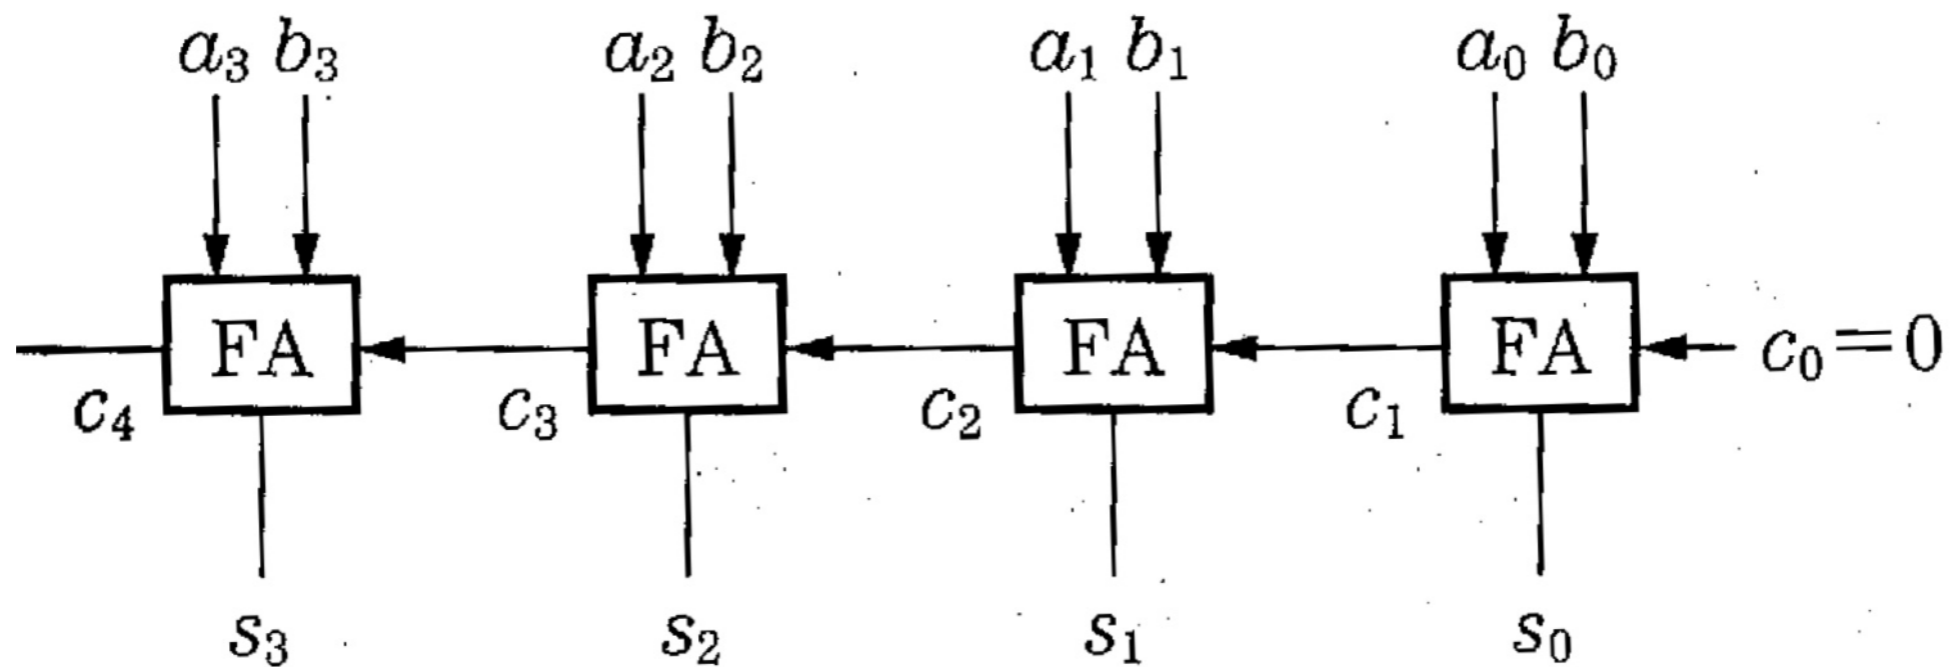 a₃ b₃ a₂ b₂ a₁ b₁ a₀ b₀
FA FA FA FA c₀=0
c₄ c₃ c₂ c₁
s₃ s₂ s₁ s₀